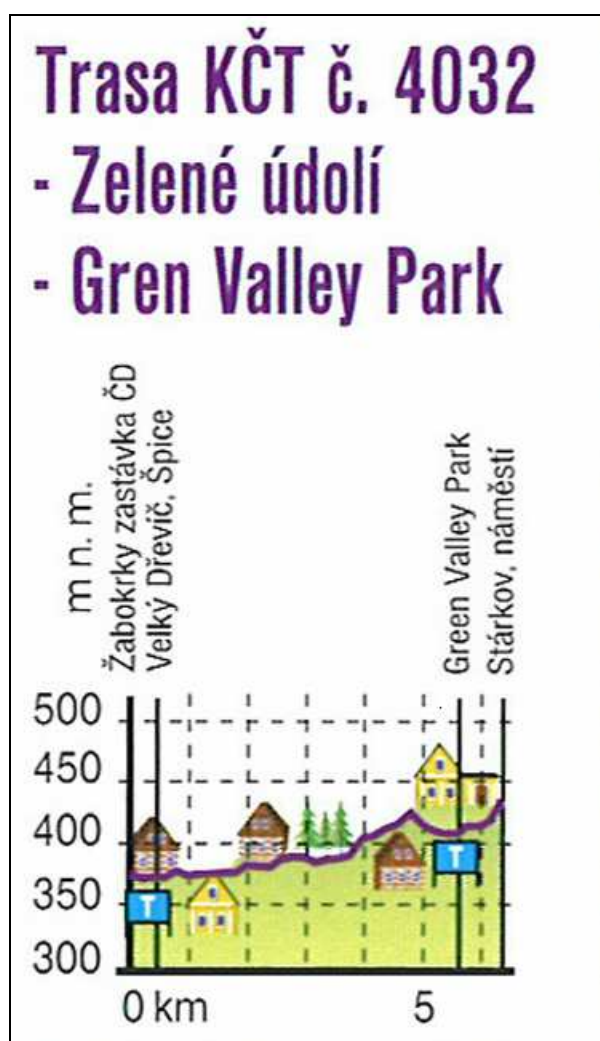 Trasa KČT č. 4032
- Zelené údolí
- Gren Valley Park
m n. m.
Žabokrky zastávka ČD
Velký Dřevíč, Špice
Green Valley Park
Stárkov, náměstí
500
450
400
350
300
T
T
0 km
5